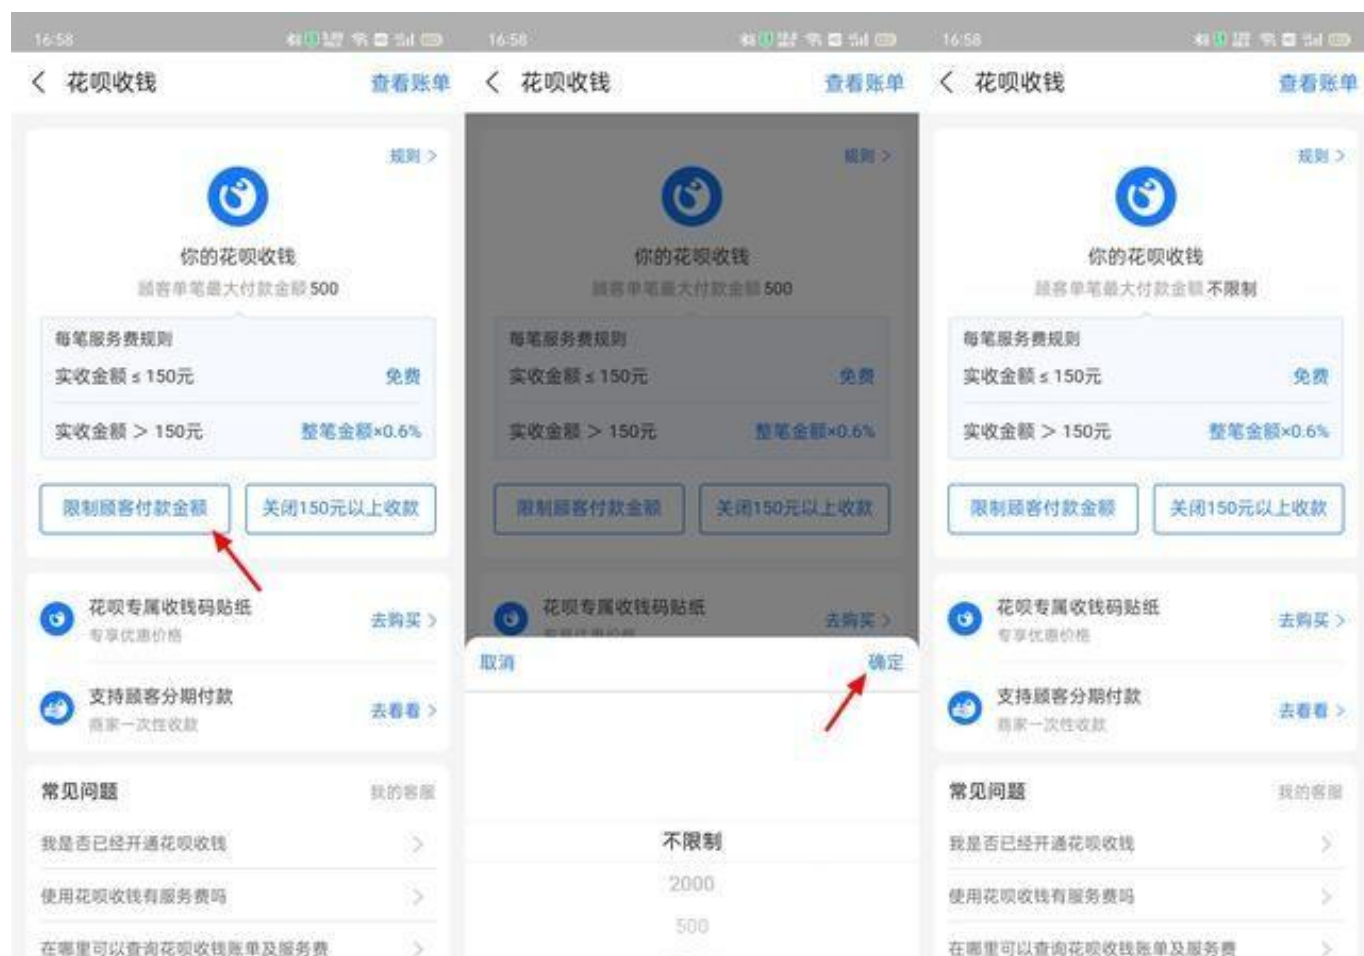 16:58
花呗收钱
查看账单
规则 >
你的花呗收钱
顾客单笔最大付款金额 500
每笔服务费规则
实收金额 ≤ 150元
免费
实收金额 > 150元
整笔金额×0.6%
限制顾客付款金额
关闭150元以上收款
花呗专属收钱码贴纸
专享优惠价格
去购买 >
支持顾客分期付款
商家一次性收款
去看看 >
常见问题
我的客服
我是否已经开通花呗收钱
使用花呗收钱有服务费吗
在哪里可以查询花呗收钱账单及服务费
16:58
花呗收钱
查看账单
规则 >
你的花呗收钱
顾客单笔最大付款金额 500
每笔服务费规则
实收金额 ≤ 150元
免费
实收金额 > 150元
整笔金额×0.6%
限制顾客付款金额
关闭150元以上收款
花呗专属收钱码贴纸
去购买 >
取消
确定
不限制
2000
500
16:58
花呗收钱
查看账单
规则 >
你的花呗收钱
顾客单笔最大付款金额 不限制
每笔服务费规则
实收金额 ≤ 150元
免费
实收金额 > 150元
整笔金额×0.6%
限制顾客付款金额
关闭150元以上收款
花呗专属收钱码贴纸
专享优惠价格
去购买 >
支持顾客分期付款
商家一次性收款
去看看 >
常见问题
我的客服
我是否已经开通花呗收钱
使用花呗收钱有服务费吗
在哪里可以查询花呗收钱账单及服务费